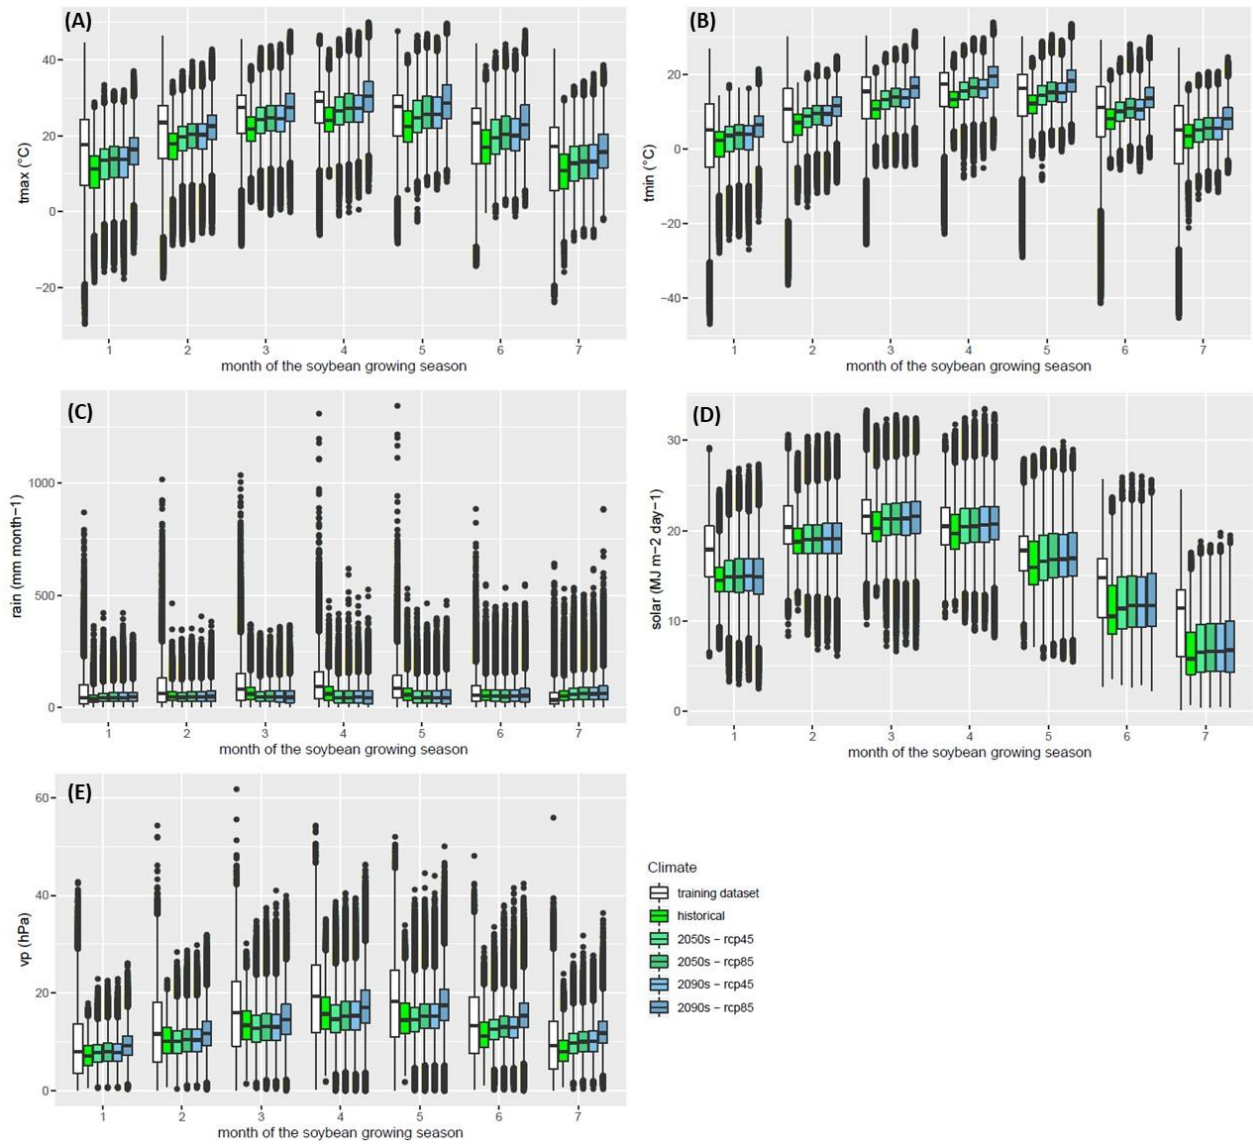 (A)
40
20
0
−20
tmax (°C)
1 2 3 4 5 6 7
month of the soybean growing season
(B)
20
0
−20
−40
tmin (°C)
1 2 3 4 5 6 7
month of the soybean growing season
(C)
1000
500
0
rain (mm month−1)
1 2 3 4 5 6 7
month of the soybean growing season
(D)
30
20
10
0
solar (MJ m−2 day−1)
1 2 3 4 5 6 7
month of the soybean growing season
(E)
60
40
20
0
vp (hPa)
1 2 3 4 5 6 7
month of the soybean growing season
Climate
training dataset
historical
2050s − rcp45
2050s − rcp85
2090s − rcp45
2090s − rcp85